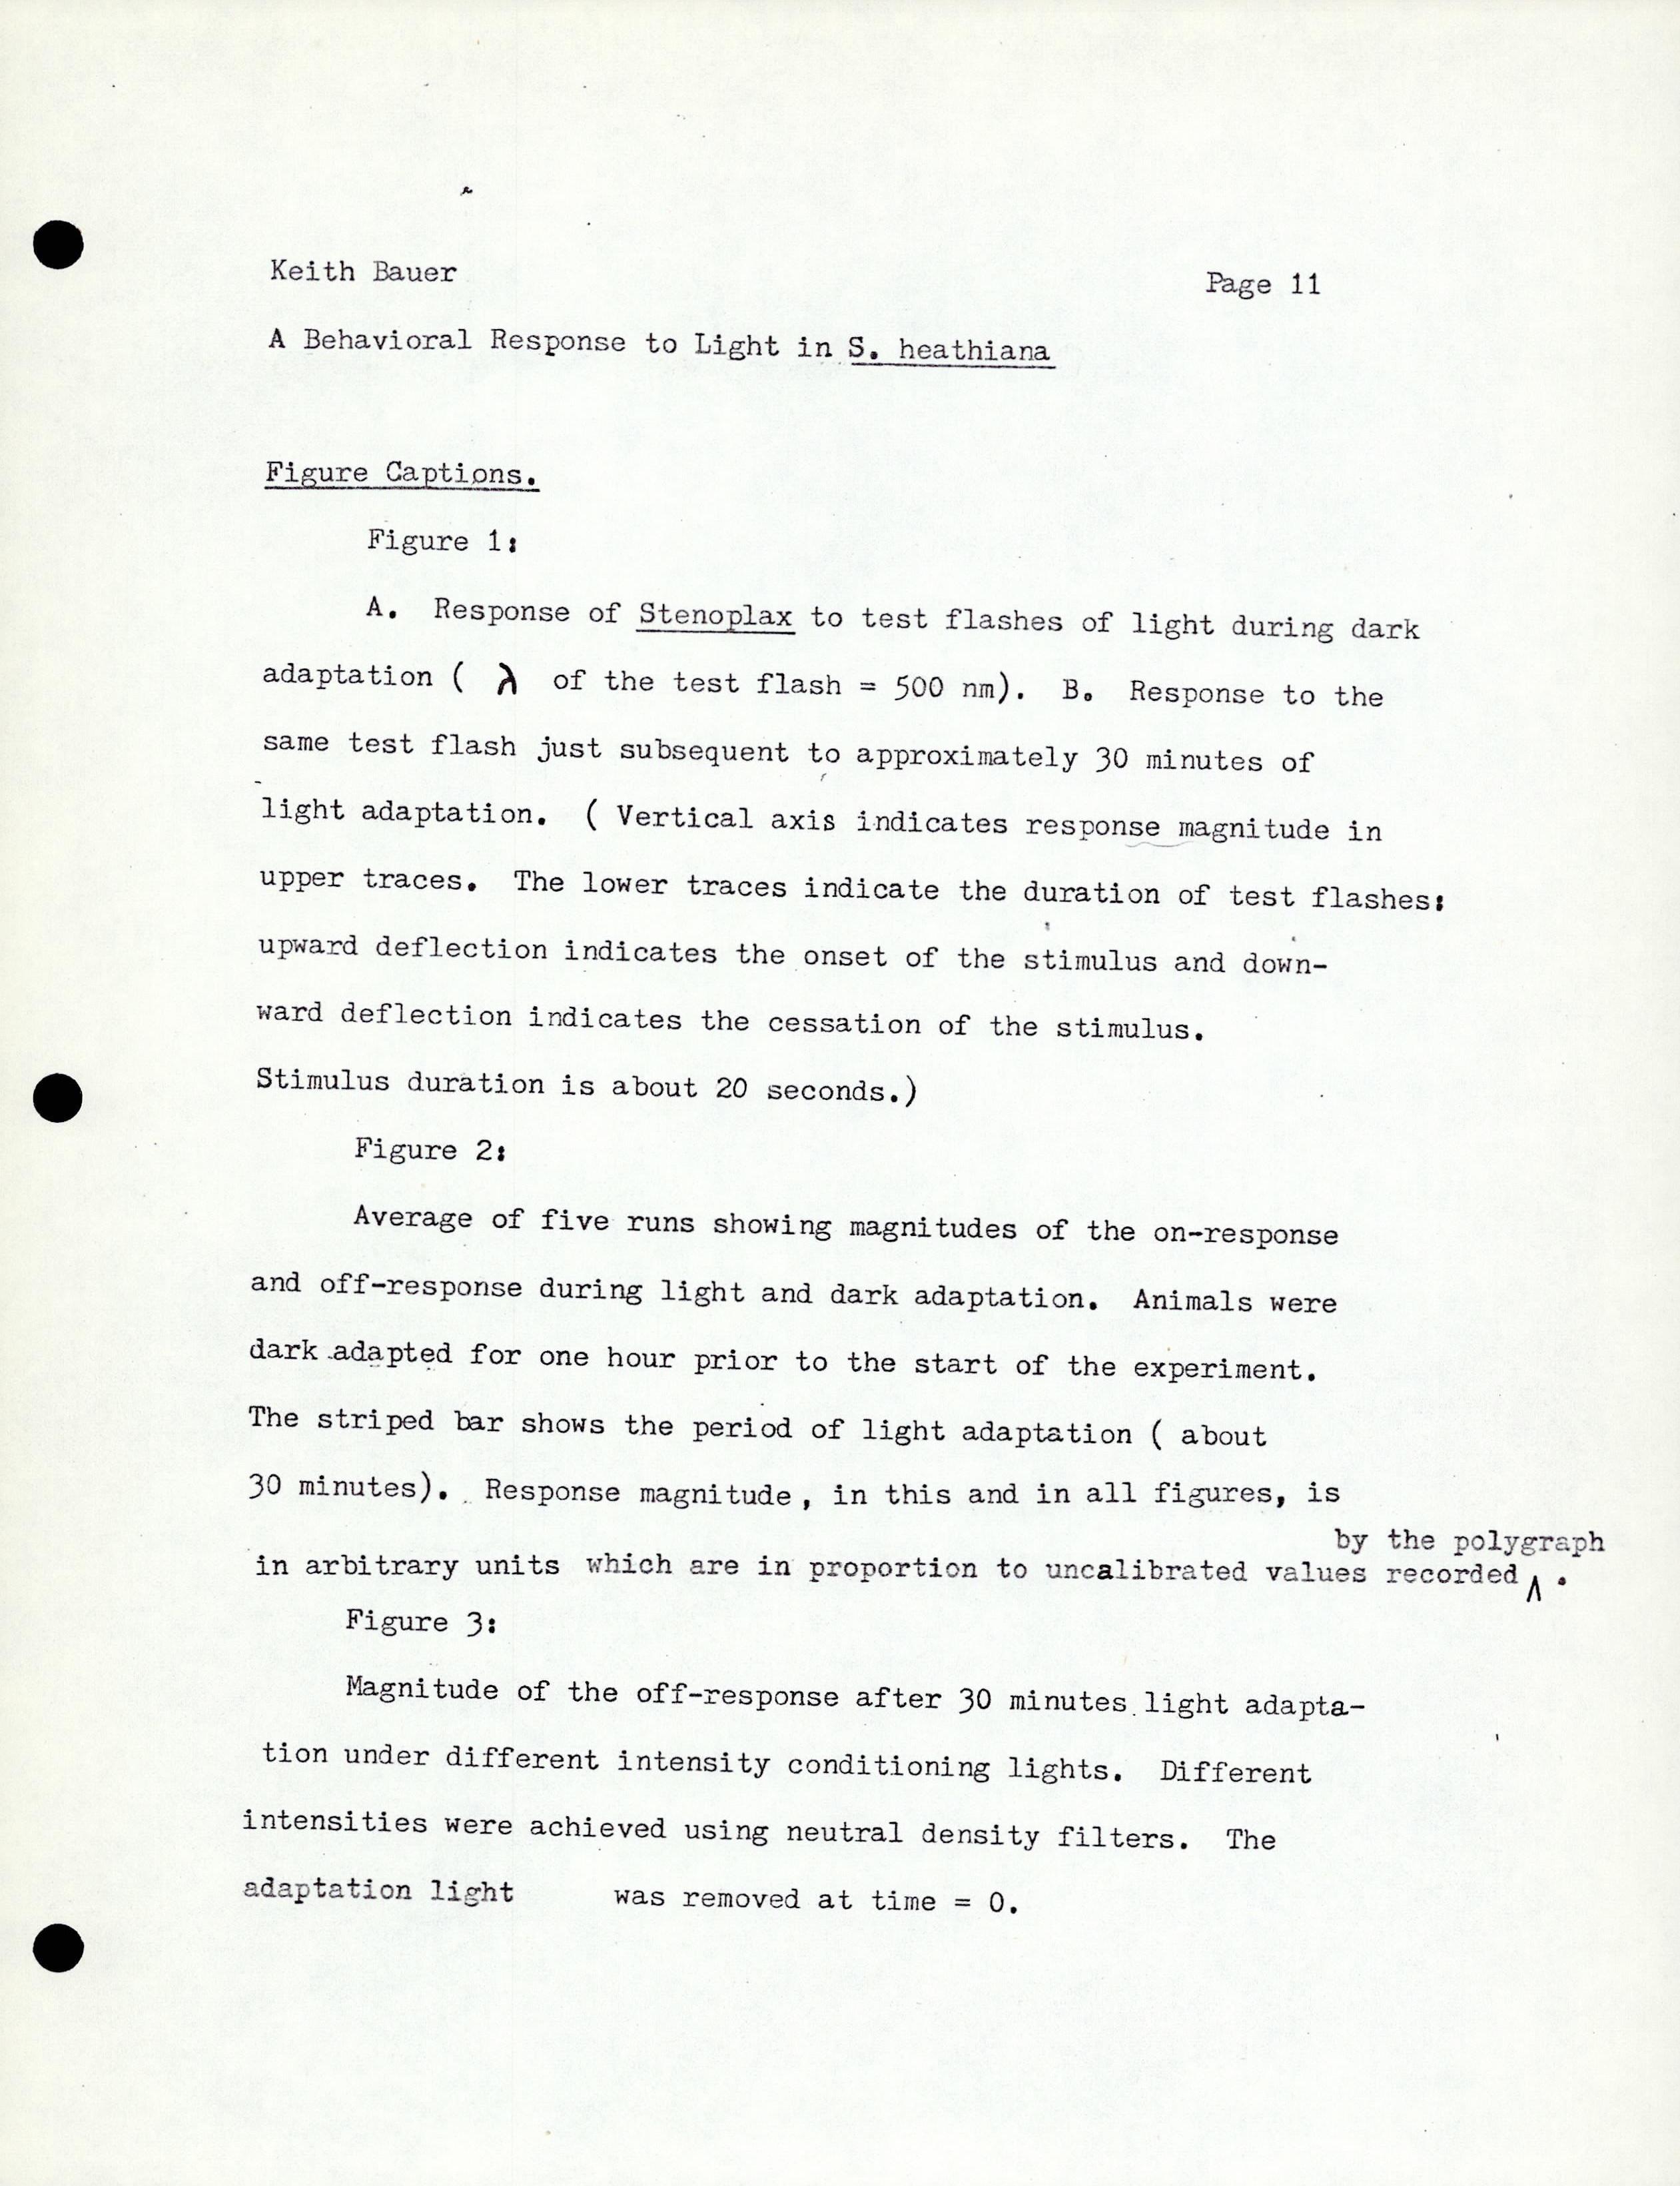 Keith Bauer
Page 11
A Behavioral Response to Light in S. heathiana
Figure Captions.
Figure 1:
A. Response of Stenoplax to test flashes of light during dark
adaptation ( λ of the test flash = 500 nm). B. Response to the
same test flash just subsequent to approximately 30 minutes of
light adaptation. ( Vertical axis indicates response magnitude in
upper traces. The lower traces indicate the duration of test flashes:
upward deflection indicates the onset of the stimulus and down-
ward deflection indicates the cessation of the stimulus.
Stimulus duration is about 20 seconds.)
Figure 2:
Average of five runs showing magnitudes of the on-response
and off-response during light and dark adaptation. Animals were
dark adapted for one hour prior to the start of the experiment.
The striped bar shows the period of light adaptation ( about
30 minutes). Response magnitude, in this and in all figures, is
by the polygraph
in arbitrary units which are in proportion to uncalibrated values recorded ∧ .
Figure 3:
Magnitude of the off-response after 30 minutes light adapta-
tion under different intensity conditioning lights. Different
intensities were achieved using neutral density filters. The
adaptation light was removed at time = 0.